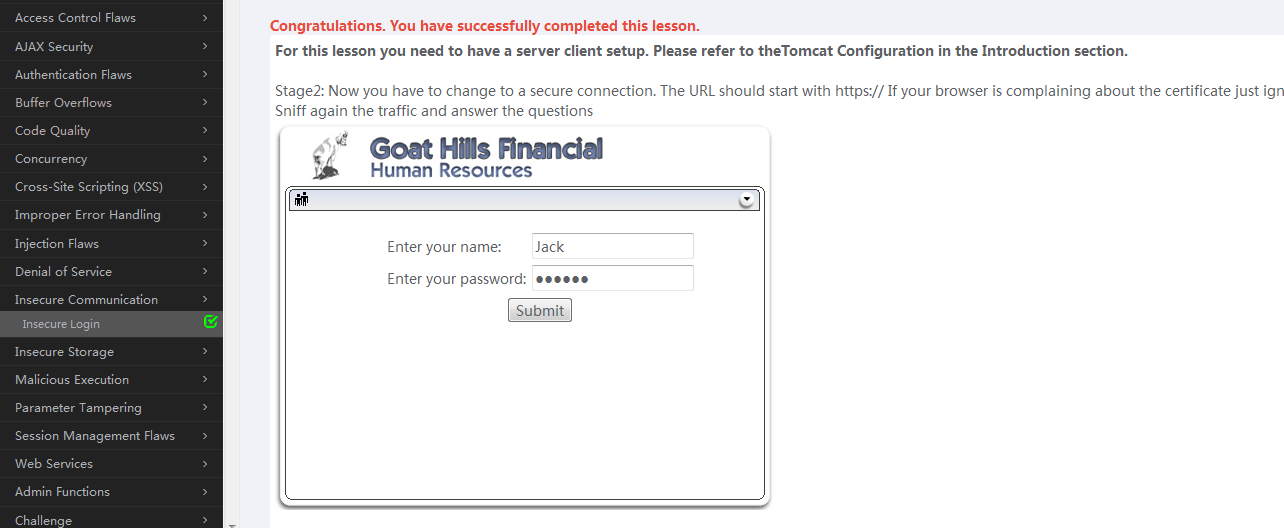 Access Control Flaws
AJAX Security
Authentication Flaws
Buffer Overflows
Code Quality
Concurrency
Cross-Site Scripting (XSS)
Improper Error Handling
Injection Flaws
Denial of Service
Insecure Communication
Insecure Login
Insecure Storage
Malicious Execution
Parameter Tampering
Session Management Flaws
Web Services
Admin Functions
Challenge
Congratulations. You have successfully completed this lesson.
For this lesson you need to have a server client setup. Please refer to theTomcat Configuration in the Introduction section.
Stage2: Now you have to change to a secure connection. The URL should start with https:// If your browser is complaining about the certificate just ign
Sniff again the traffic and answer the questions
Goat Hills Financial
Human Resources
Enter your name: Jack
Enter your password: ●●●●●●
Submit